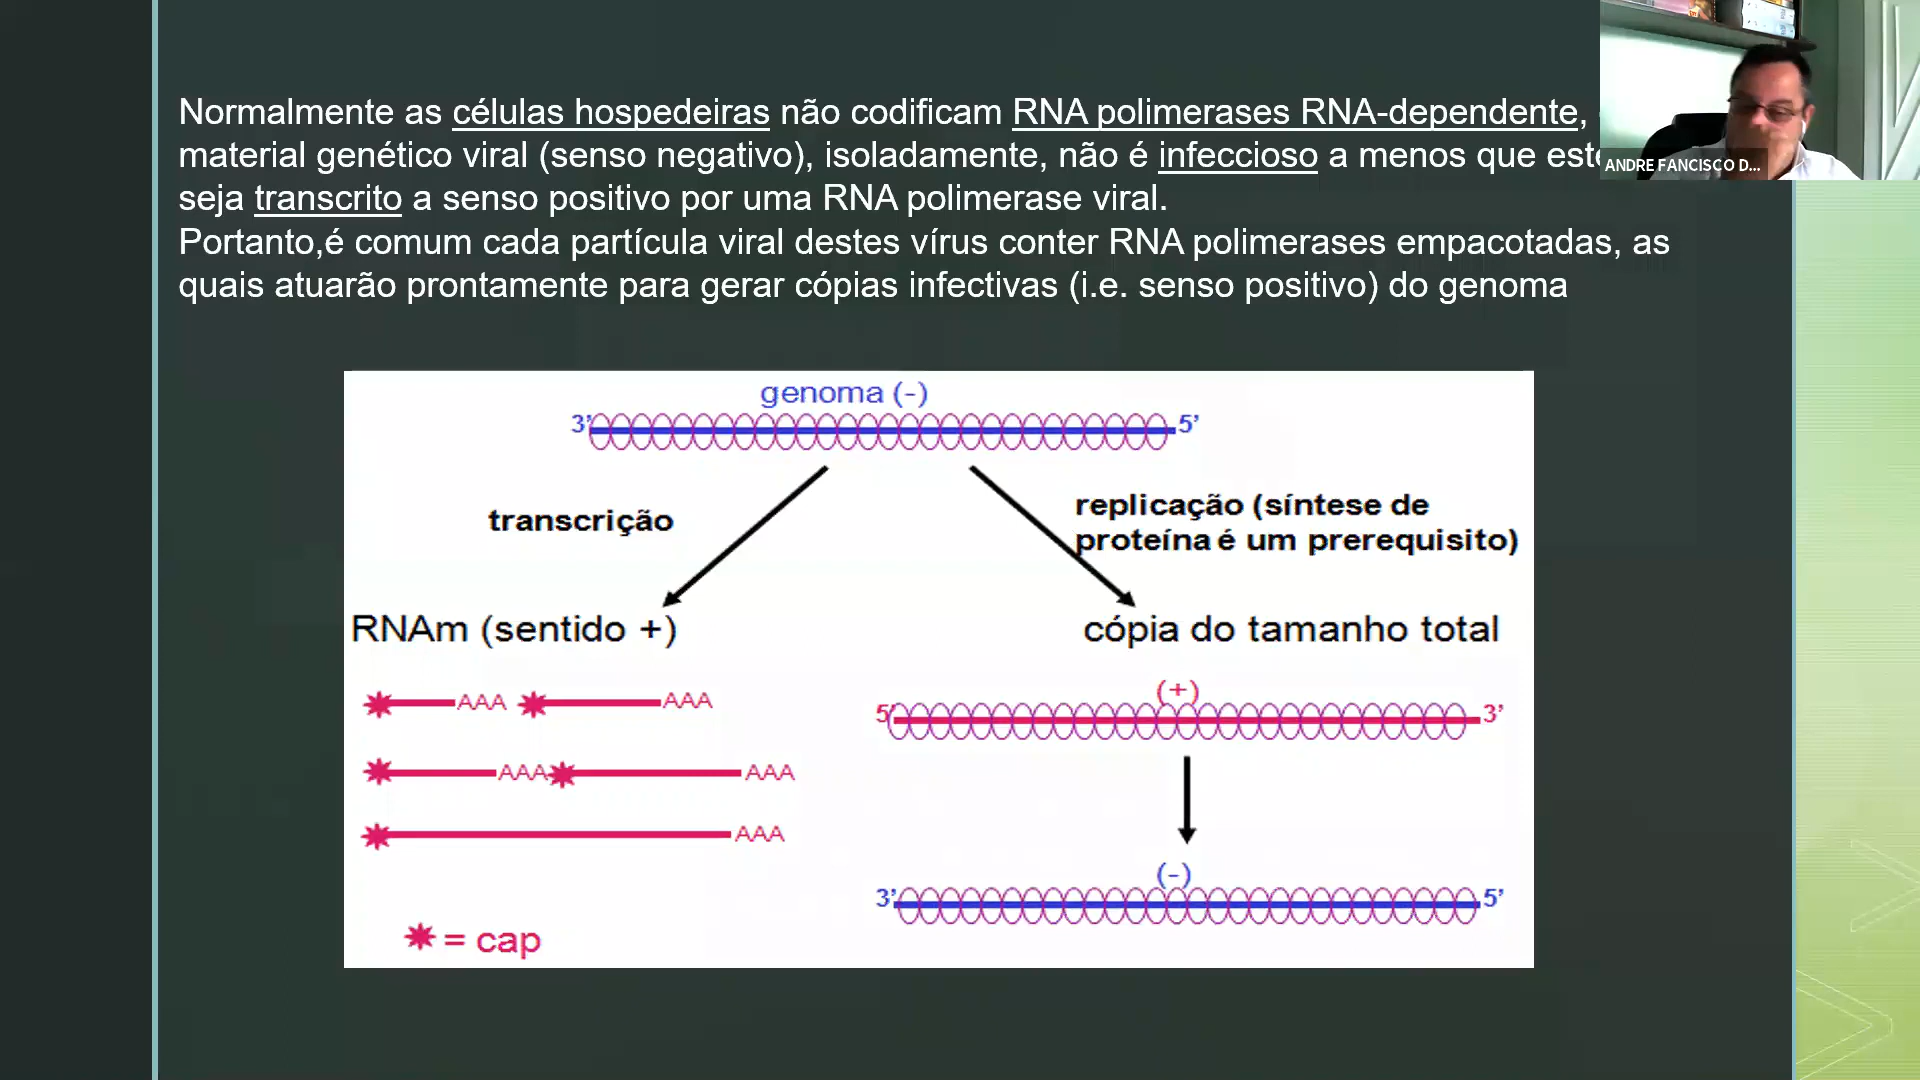 Normalmente as células hospedeiras não codificam RNA polimerases RNA-dependente,
material genético viral (senso negativo), isoladamente, não é infeccioso a menos que este
seja transcrito a senso positivo por uma RNA polimerase viral.
Portanto,é comum cada partícula viral destes vírus conter RNA polimerases empacotadas, as
quais atuarão prontamente para gerar cópias infectivas (i.e. senso positivo) do genoma
ANDRE FANCISCO D...
genoma (-)
3' 5'
transcrição
replicação (síntese de
proteína é um prerequisito)
RNAm (sentido +)
cópia do tamanho total
AAA AAA
(+)
5' 3'
AAA AAA
AAA
(-)
3' 5'
= cap